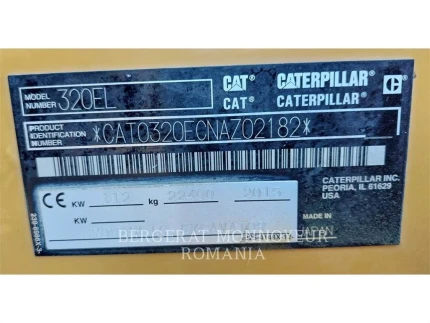 MODEL NUMBER 320EL
CAT CATERPILLAR
CAT® CATERPILLAR®
PRODUCT IDENTIFICATION NUMBER *CAT0320ECNAZ02182*
CE KW 112 kg 22400 2015
KW
CATERPILLAR INC.
PEORIA, IL 61629
USA
MADE IN
JAPAN
BERGERAT MONNOYEUR
ROMANIA